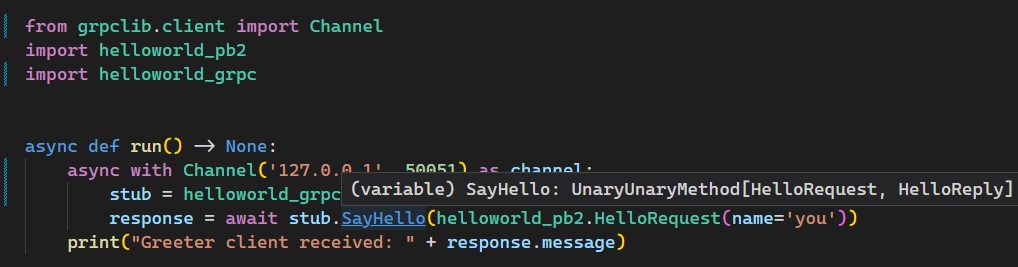 from grpclib.client import Channel
import helloworld_pb2
import helloworld_grpc
async def run() -> None:
async with Channel('127.0.0.1', 50051) as channel:
(variable) SayHello: UnaryUnaryMethod[HelloRequest, HelloReply]
stub = helloworld_grpc
response = await stub.SayHello(helloworld_pb2.HelloRequest(name='you'))
print("Greeter client received: " + response.message)